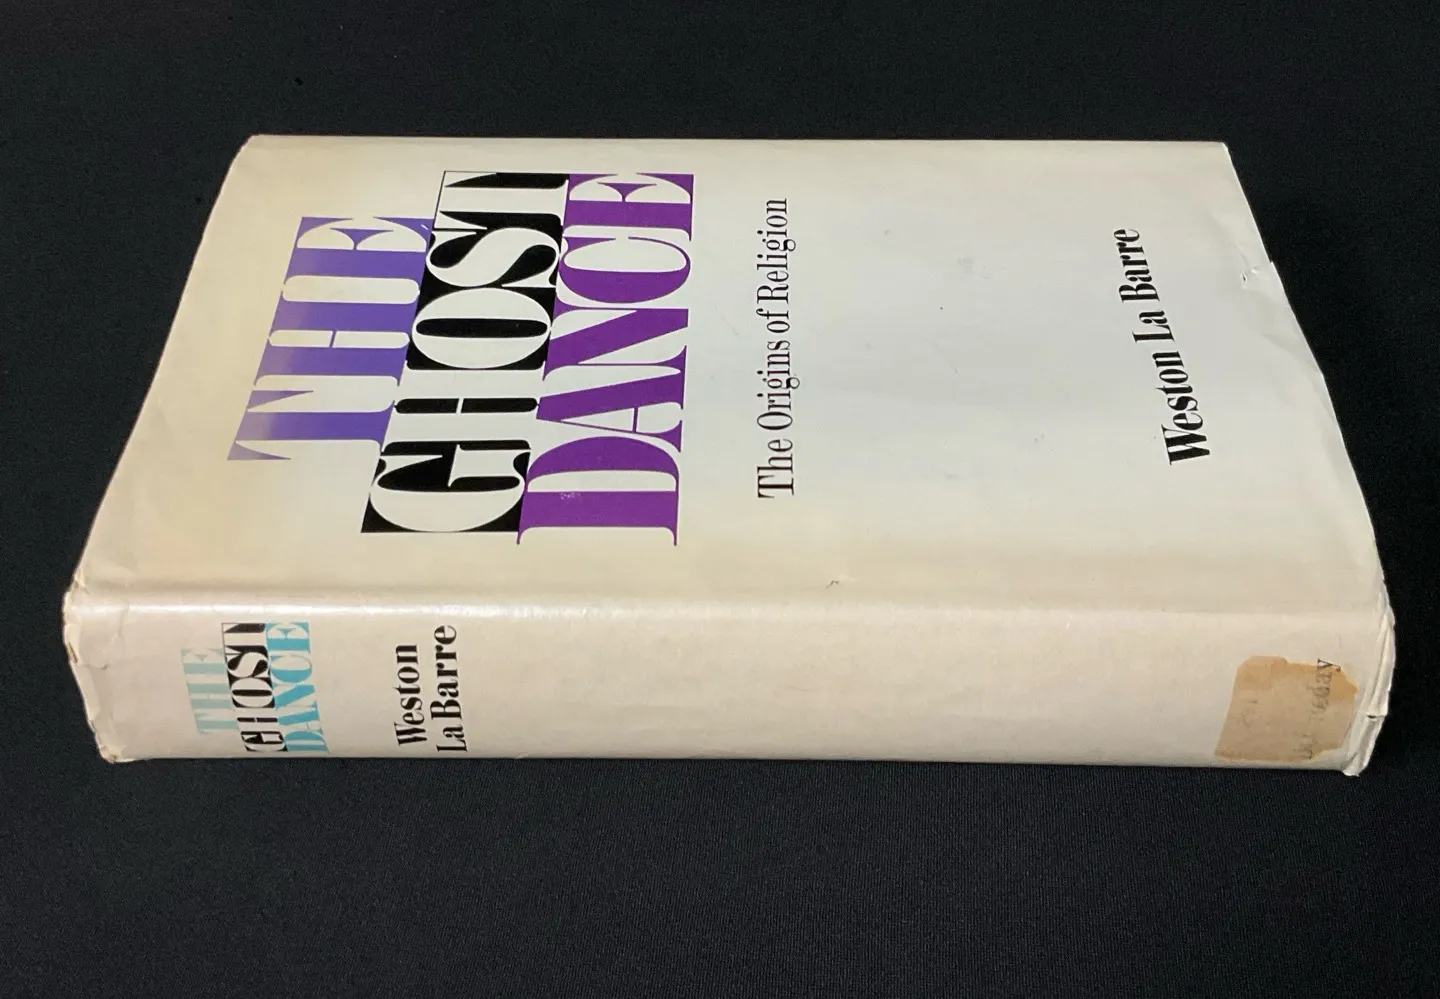 THE
GHOST
DANCE
The Origins of Religion
Weston La Barre
THE
GHOST
DANCE
Weston
La Barre